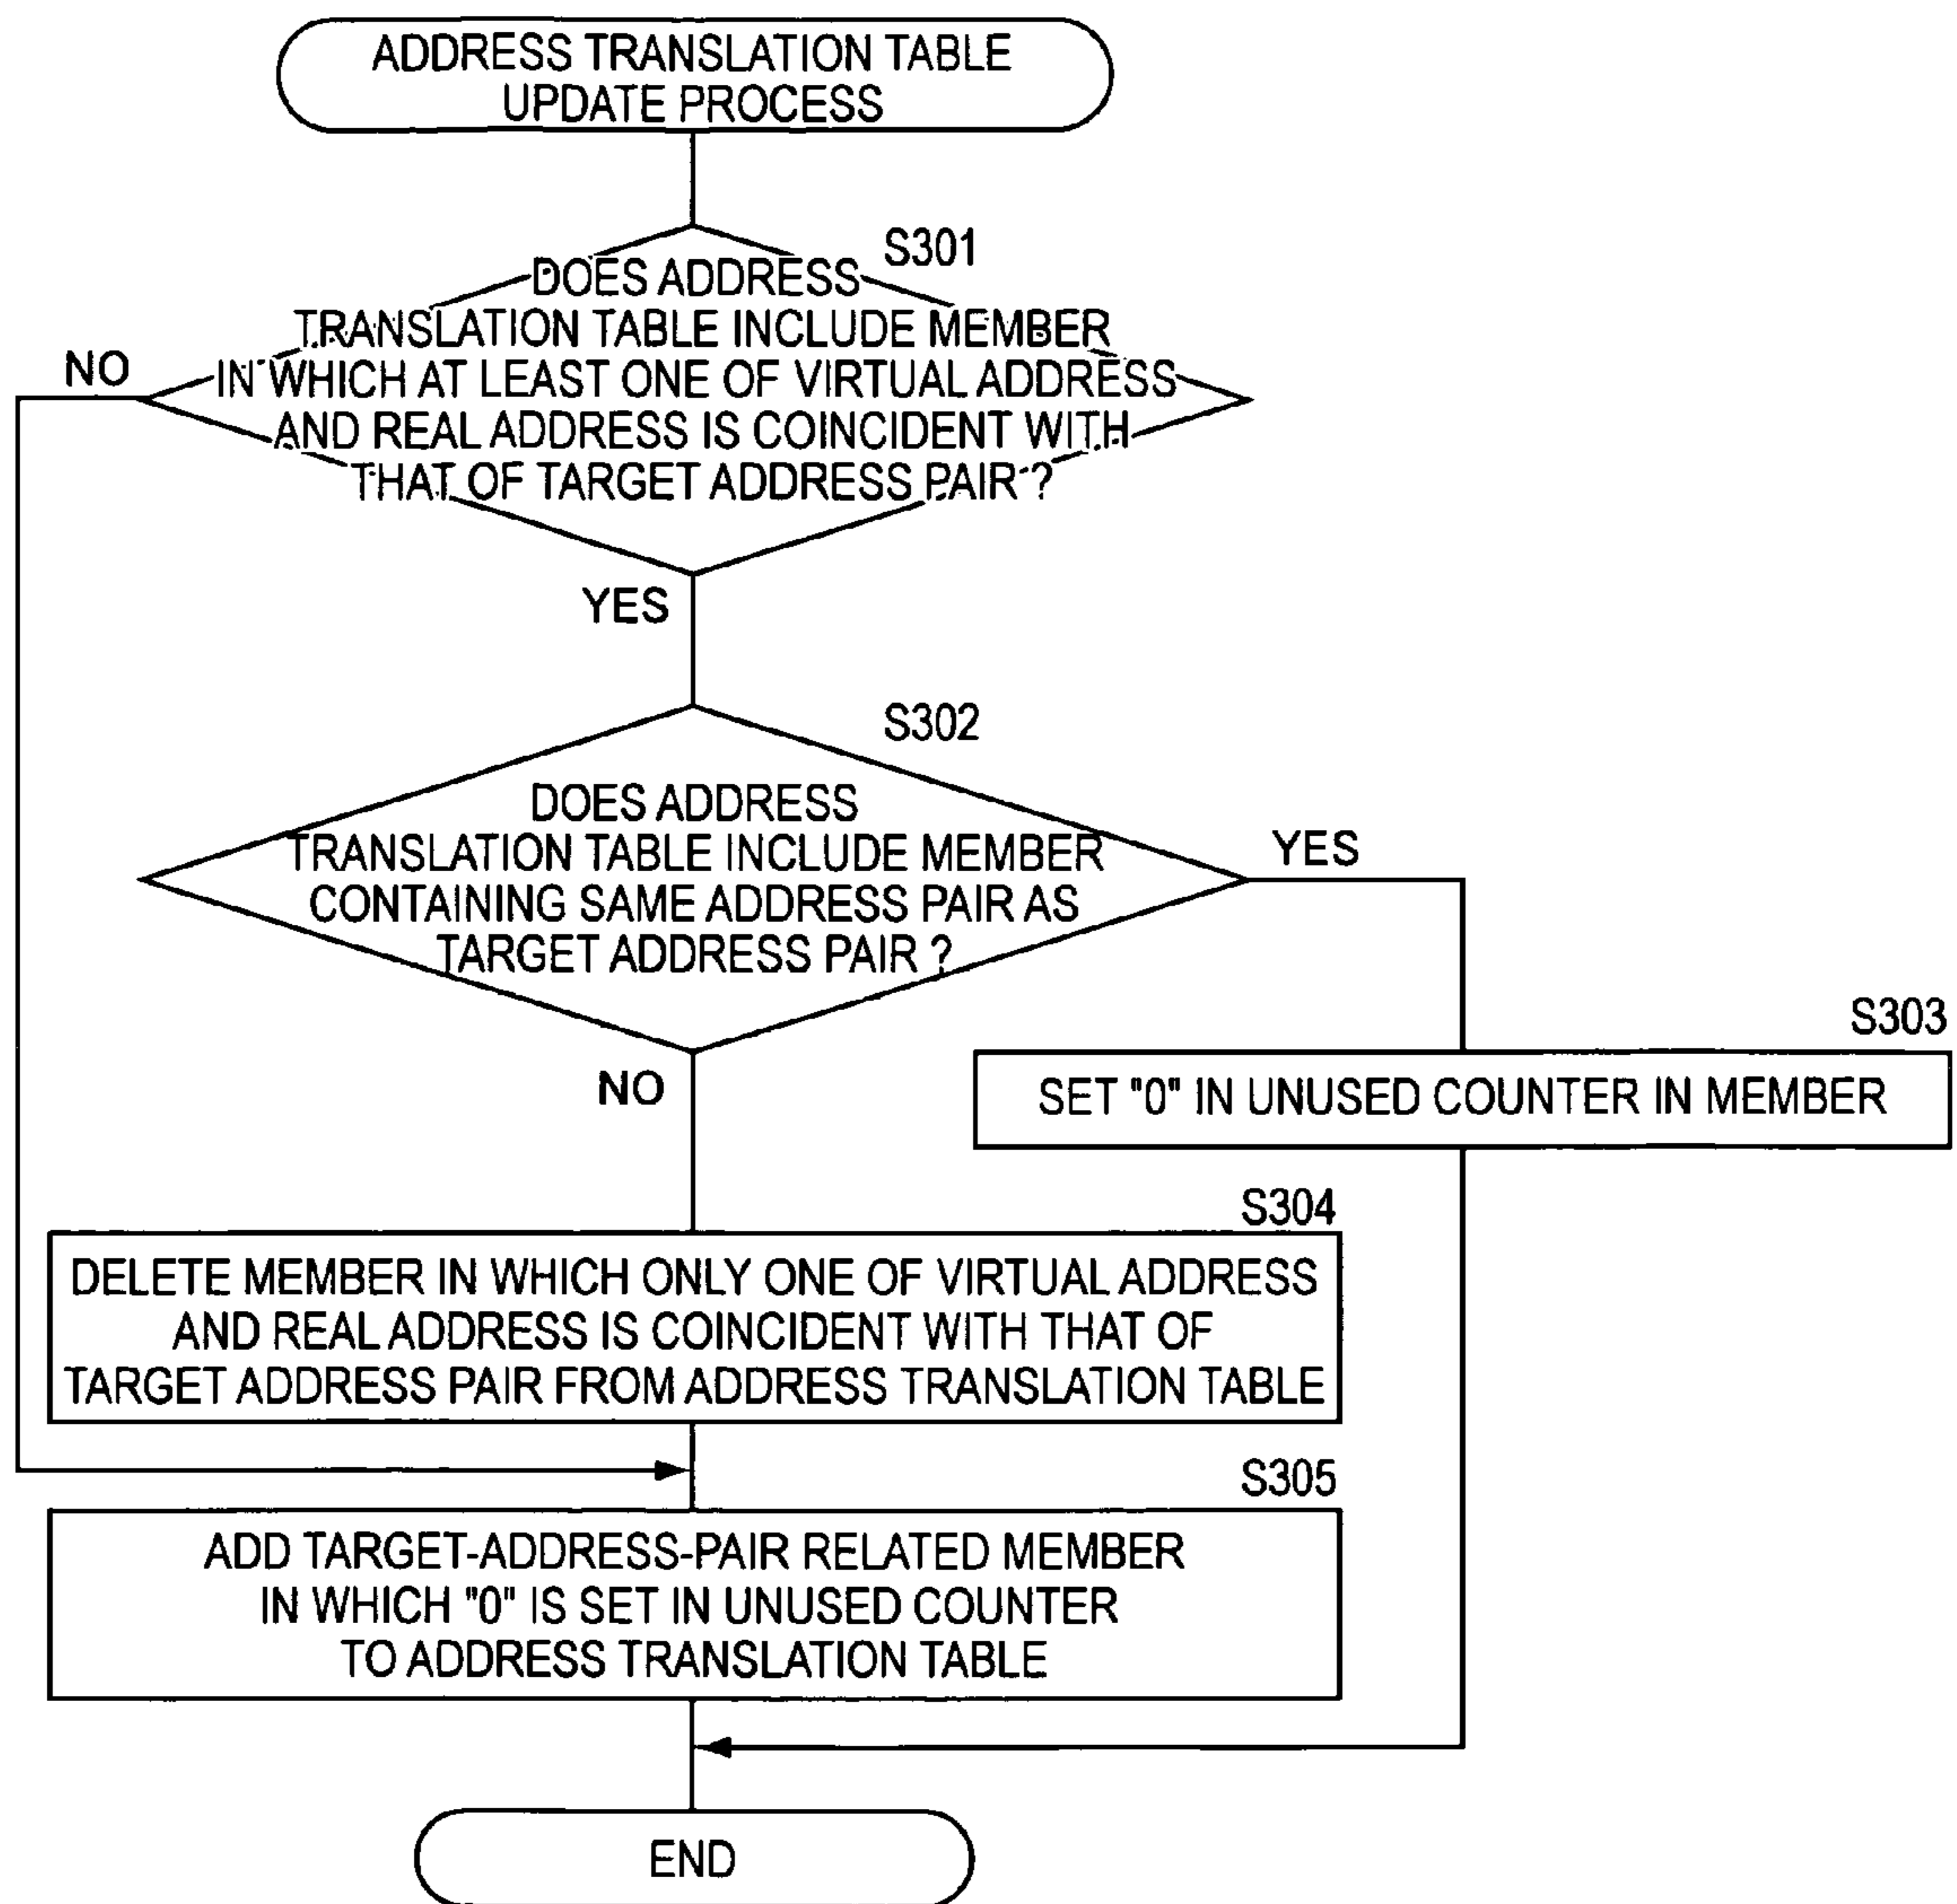 ADDRESS TRANSLATION TABLE
UPDATE PROCESS
S301
DOES ADDRESS
TRANSLATION TABLE INCLUDE MEMBER
IN WHICH AT LEAST ONE OF VIRTUAL ADDRESS
AND REAL ADDRESS IS COINCIDENT WITH
THAT OF TARGET ADDRESS PAIR ?
NO
YES
S302
DOES ADDRESS
TRANSLATION TABLE INCLUDE MEMBER
CONTAINING SAME ADDRESS PAIR AS
TARGET ADDRESS PAIR ?
YES
NO
S303
SET "0" IN UNUSED COUNTER IN MEMBER
S304
DELETE MEMBER IN WHICH ONLY ONE OF VIRTUAL ADDRESS
AND REAL ADDRESS IS COINCIDENT WITH THAT OF
TARGET ADDRESS PAIR FROM ADDRESS TRANSLATION TABLE
S305
ADD TARGET-ADDRESS-PAIR RELATED MEMBER
IN WHICH "0" IS SET IN UNUSED COUNTER
TO ADDRESS TRANSLATION TABLE
END